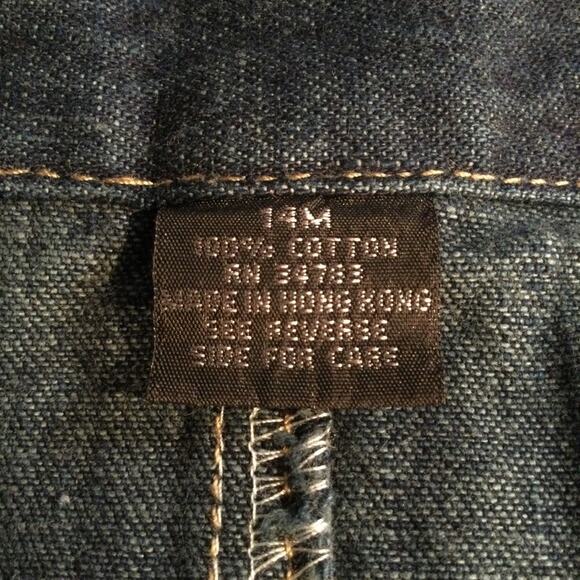 14M
100% COTTON
RN 34783
MADE IN HONG KONG
SEE REVERSE
SIDE FOR CARE